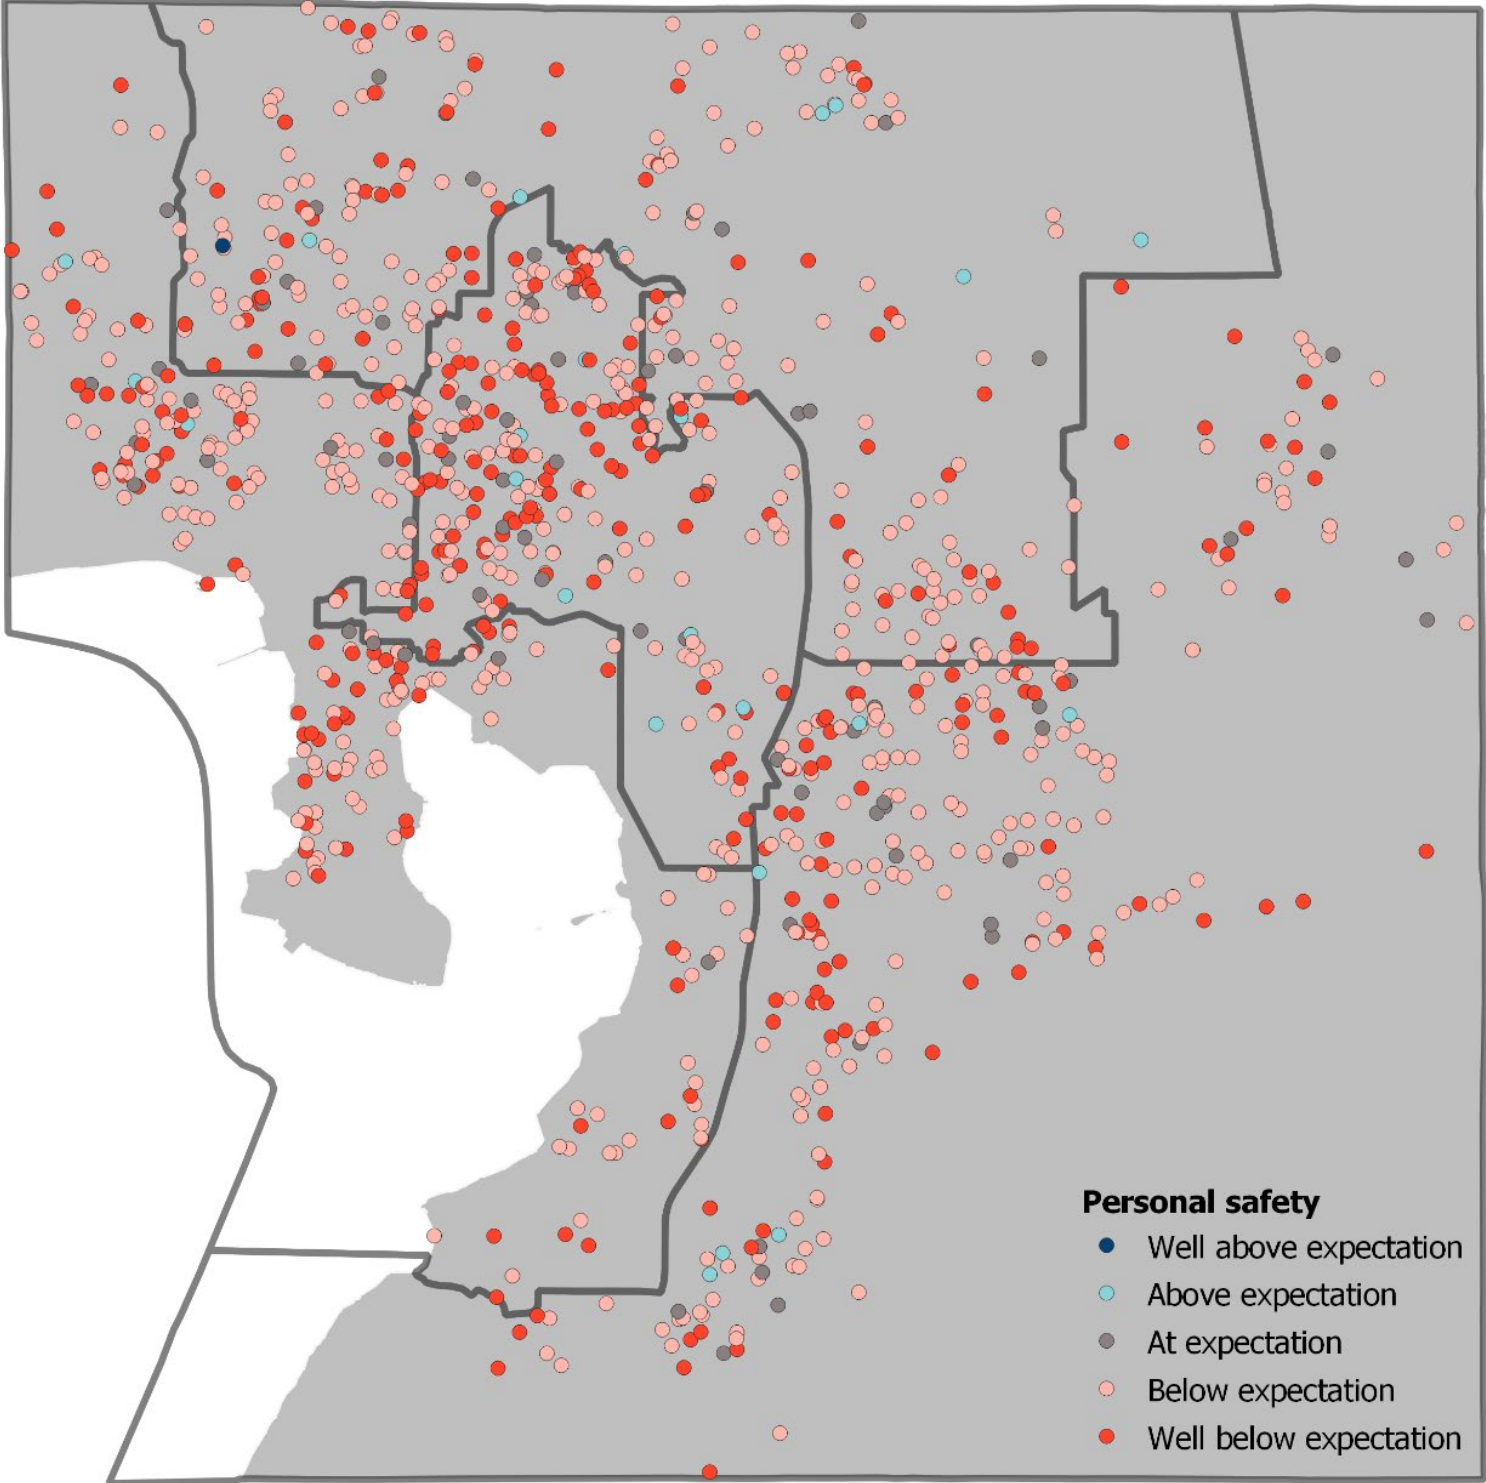 Personal safety
Well above expectation
Above expectation
At expectation
Below expectation
Well below expectation